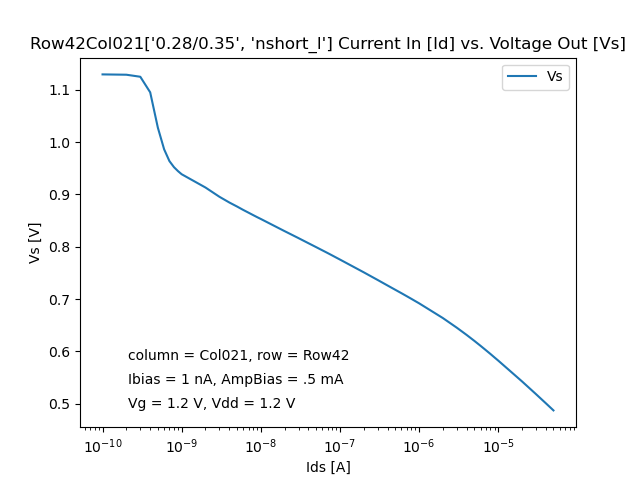 Row42Col021['0.28/0.35', 'nshort_l'] Current In [Id] vs. Voltage Out [Vs]
Vs
1.1
1.0
0.9
0.8
0.7
0.6
0.5
Vs [V]
column = Col021, row = Row42
Ibias = 1 nA, AmpBias = .5 mA
Vg = 1.2 V, Vdd = 1.2 V
10⁻¹⁰ 10⁻⁹ 10⁻⁸ 10⁻⁷ 10⁻⁶ 10⁻⁵
Ids [A]